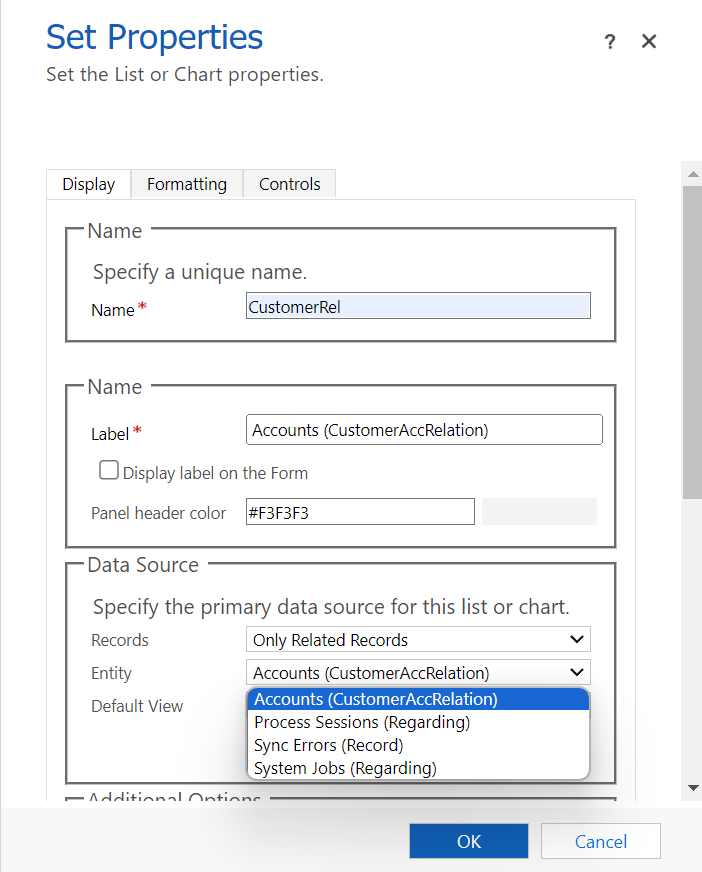 Set Properties
? ✕
Set the List or Chart properties.
Display Formatting Controls
Name
Specify a unique name.
Name* CustomerRel
Name
Label* Accounts (CustomerAccRelation)
Display label on the Form
Panel header color #F3F3F3
Data Source
Specify the primary data source for this list or chart.
Records Only Related Records
Entity Accounts (CustomerAccRelation)
Default View Accounts (CustomerAccRelation)
Process Sessions (Regarding)
Sync Errors (Record)
System Jobs (Regarding)
Additional Options
OK Cancel